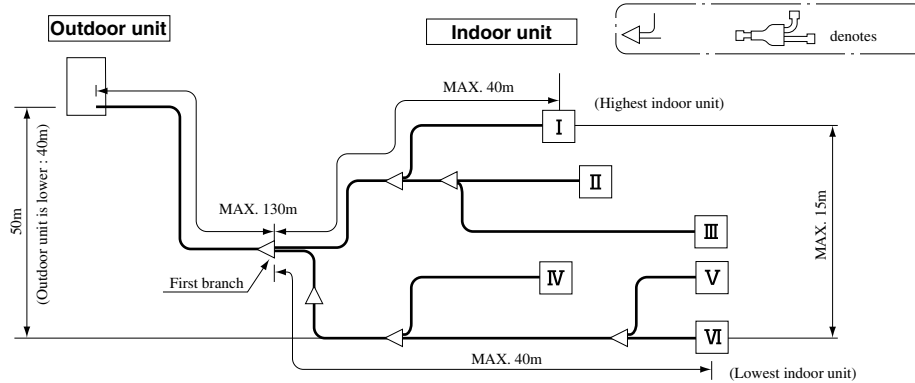 Outdoor unit
Indoor unit
denotes
MAX. 40m
(Highest indoor unit)
I
II
III
MAX. 130m
50m
(Outdoor unit is lower : 40m)
MAX. 15m
First branch
IV
V
VI
MAX. 40m
(Lowest indoor unit)